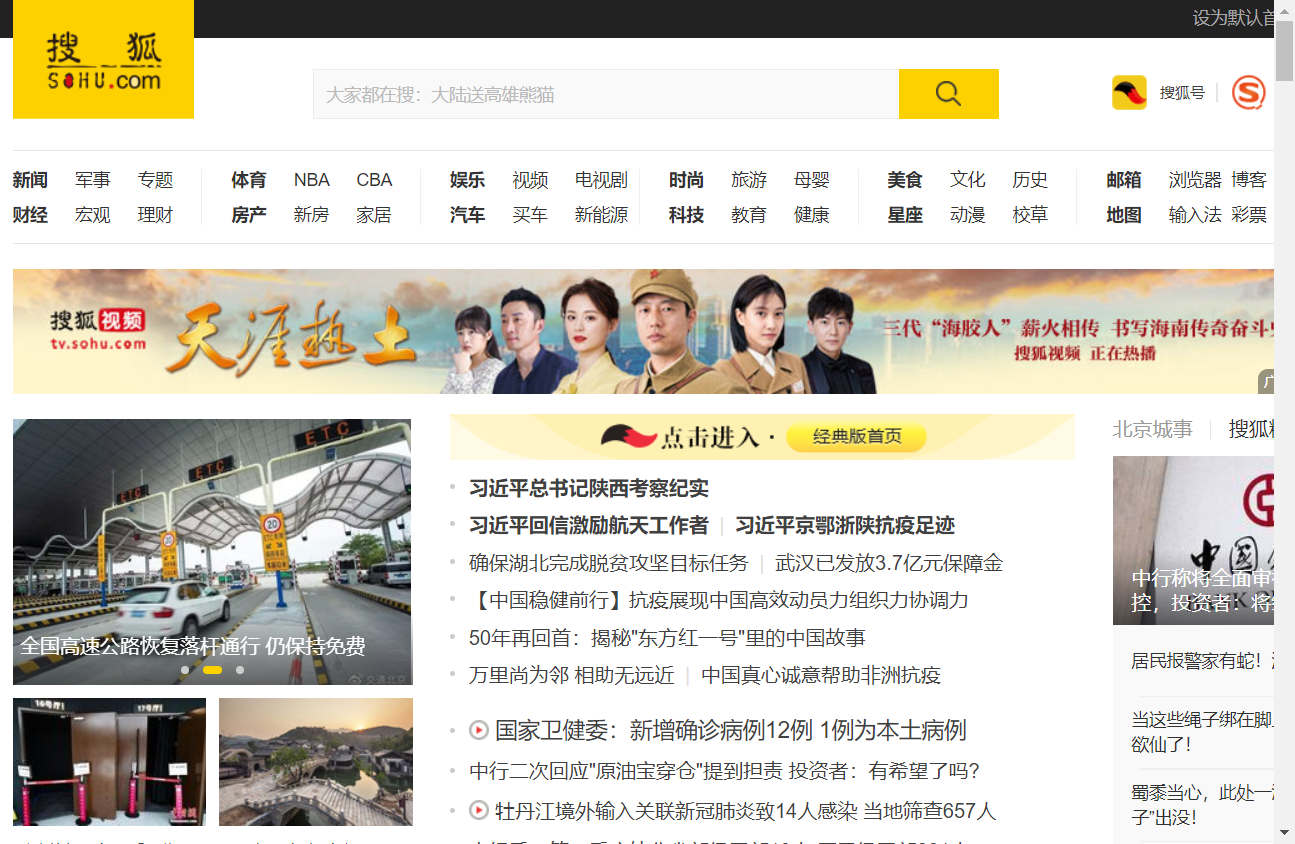 设为默认首
搜 狐
SOHU.com
大家都在搜：大陆送高雄熊猫
搜狐号
新闻 军事 专题 体育 NBA CBA 娱乐 视频 电视剧 时尚 旅游 母婴 美食 文化 历史 邮箱 浏览器 博客
财经 宏观 理财 房产 新房 家居 汽车 买车 新能源 科技 教育 健康 星座 动漫 校草 地图 输入法 彩票
搜狐视频
tv.sohu.com
天涯热土
三代“海胶人”薪火相传 书写海南传奇奋斗
搜狐视频 正在热播
ETC
ETC
ETC
20
全国高速公路恢复落杆通行 仍保持免费
交通北京
16号厅
17号厅
点击进入·
经典版首页
习近平总书记陕西考察纪实
习近平回信激励航天工作者 | 习近平京鄂浙陕抗疫足迹
确保湖北完成脱贫攻坚目标任务 | 武汉已发放3.7亿元保障金
【中国稳健前行】抗疫展现中国高效动员力组织力协调力
50年再回首：揭秘"东方红一号"里的中国故事
万里尚为邻 相助无远近 | 中国真心诚意帮助非洲抗疫
国家卫健委：新增确诊病例12例 1例为本土病例
中行二次回应"原油宝穿仓"提到担责 投资者：有希望了吗?
牡丹江境外输入关联新冠肺炎致14人感染 当地筛查657人
北京城事 | 搜狐
中國
中行称将全面审
控，投资者：将
居民报警家有蛇！
当这些绳子绑在脚
欲仙了！
蜀黍当心，此处一
子”出没！